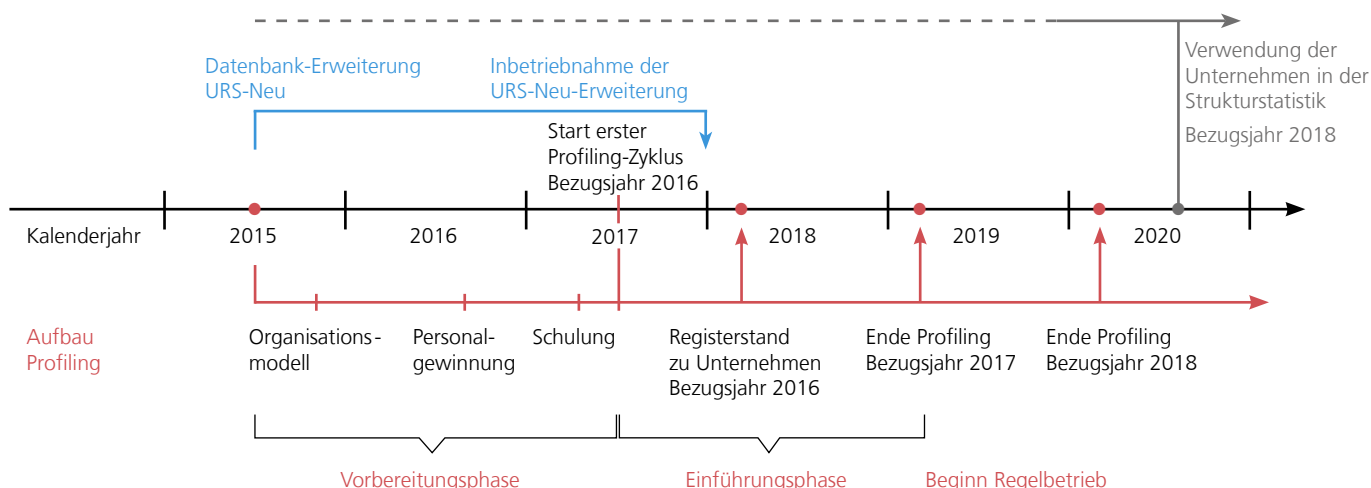 Datenbank-Erweiterung
URS-Neu
Inbetriebnahme der
URS-Neu-Erweiterung
Verwendung der
Unternehmen in der
Strukturstatistik
Bezugsjahr 2018
Start erster
Profiling-Zyklus
Bezugsjahr 2016
Kalenderjahr
2015
2016
2017
2018
2019
2020
Aufbau
Profiling
Organisations-
modell
Personal-
gewinnung
Schulung
Registerstand
zu Unternehmen
Bezugsjahr 2016
Ende Profiling
Bezugsjahr 2017
Ende Profiling
Bezugsjahr 2018
Vorbereitungsphase
Einführungsphase
Beginn Regelbetrieb